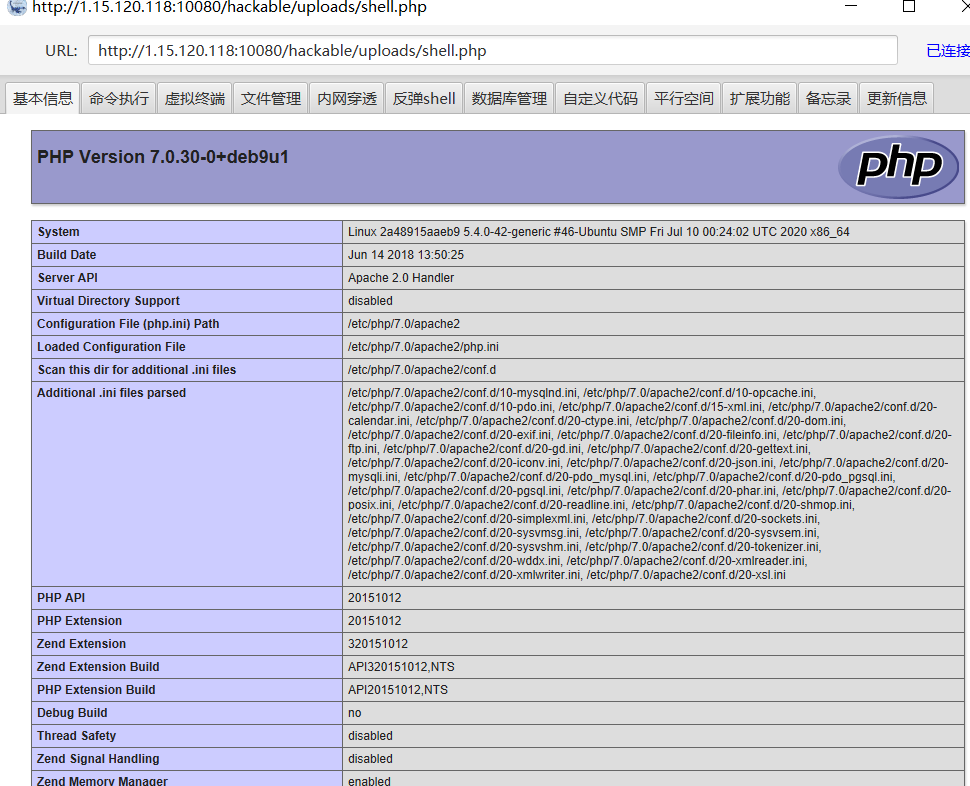 http://1.15.120.118:10080/hackable/uploads/shell.php
URL: http://1.15.120.118:10080/hackable/uploads/shell.php 已连接
基本信息 命令执行 虚拟终端 文件管理 内网穿透 反弹shell 数据库管理 自定义代码 平行空间 扩展功能 备忘录 更新信息
PHP Version 7.0.30-0+deb9u1 php
System Linux 2a48915aaeb9 5.4.0-42-generic #46-Ubuntu SMP Fri Jul 10 00:24:02 UTC 2020 x86_64
Build Date Jun 14 2018 13:50:25
Server API Apache 2.0 Handler
Virtual Directory Support disabled
Configuration File (php.ini) Path /etc/php/7.0/apache2
Loaded Configuration File /etc/php/7.0/apache2/php.ini
Scan this dir for additional .ini files /etc/php/7.0/apache2/conf.d
Additional .ini files parsed /etc/php/7.0/apache2/conf.d/10-mysqlnd.ini, /etc/php/7.0/apache2/conf.d/10-opcache.ini,
/etc/php/7.0/apache2/conf.d/10-pdo.ini, /etc/php/7.0/apache2/conf.d/15-xml.ini, /etc/php/7.0/apache2/conf.d/20-
calendar.ini, /etc/php/7.0/apache2/conf.d/20-ctype.ini, /etc/php/7.0/apache2/conf.d/20-dom.ini,
/etc/php/7.0/apache2/conf.d/20-exif.ini, /etc/php/7.0/apache2/conf.d/20-fileinfo.ini, /etc/php/7.0/apache2/conf.d/20-
ftp.ini, /etc/php/7.0/apache2/conf.d/20-gd.ini, /etc/php/7.0/apache2/conf.d/20-gettext.ini,
/etc/php/7.0/apache2/conf.d/20-iconv.ini, /etc/php/7.0/apache2/conf.d/20-json.ini, /etc/php/7.0/apache2/conf.d/20-
mysqli.ini, /etc/php/7.0/apache2/conf.d/20-pdo_mysql.ini, /etc/php/7.0/apache2/conf.d/20-pdo_pgsql.ini,
/etc/php/7.0/apache2/conf.d/20-pgsql.ini, /etc/php/7.0/apache2/conf.d/20-phar.ini, /etc/php/7.0/apache2/conf.d/20-
posix.ini, /etc/php/7.0/apache2/conf.d/20-readline.ini, /etc/php/7.0/apache2/conf.d/20-shmop.ini,
/etc/php/7.0/apache2/conf.d/20-simplexml.ini, /etc/php/7.0/apache2/conf.d/20-sockets.ini,
/etc/php/7.0/apache2/conf.d/20-sysvmsg.ini, /etc/php/7.0/apache2/conf.d/20-sysvsem.ini,
/etc/php/7.0/apache2/conf.d/20-sysvshm.ini, /etc/php/7.0/apache2/conf.d/20-tokenizer.ini,
/etc/php/7.0/apache2/conf.d/20-wddx.ini, /etc/php/7.0/apache2/conf.d/20-xmlreader.ini,
/etc/php/7.0/apache2/conf.d/20-xmlwriter.ini, /etc/php/7.0/apache2/conf.d/20-xsl.ini
PHP API 20151012
PHP Extension 20151012
Zend Extension 320151012
Zend Extension Build API320151012,NTS
PHP Extension Build API20151012,NTS
Debug Build no
Thread Safety disabled
Zend Signal Handling disabled
Zend Memory Manager enabled